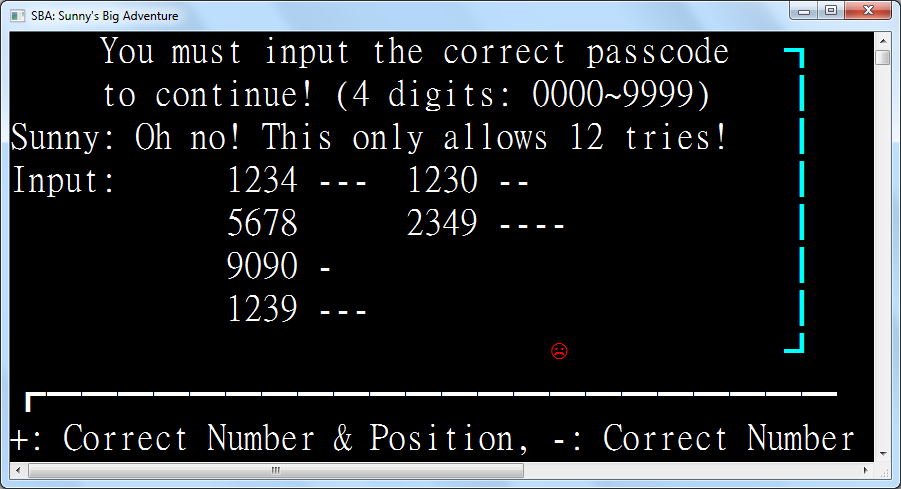 SBA: Sunny's Big Adventure
You must input the correct passcode
to continue! (4 digits: 0000~9999)
Sunny: Oh no! This only allows 12 tries!
Input: 1234 --- 1230 --
5678 2349 ----
9090 -
1239 ---
+: Correct Number & Position, -: Correct Number